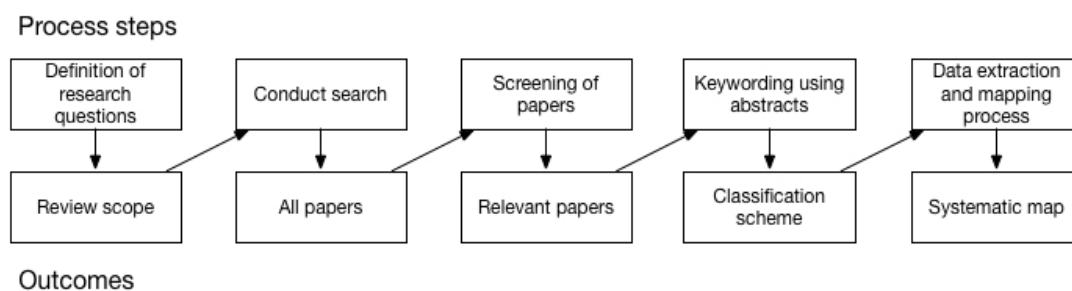 Process steps
Definition of
research
questions
Conduct search
Screening of
papers
Keywording using
abstracts
Data extraction
and mapping
process
Review scope
All papers
Relevant papers
Classification
scheme
Systematic map
Outcomes